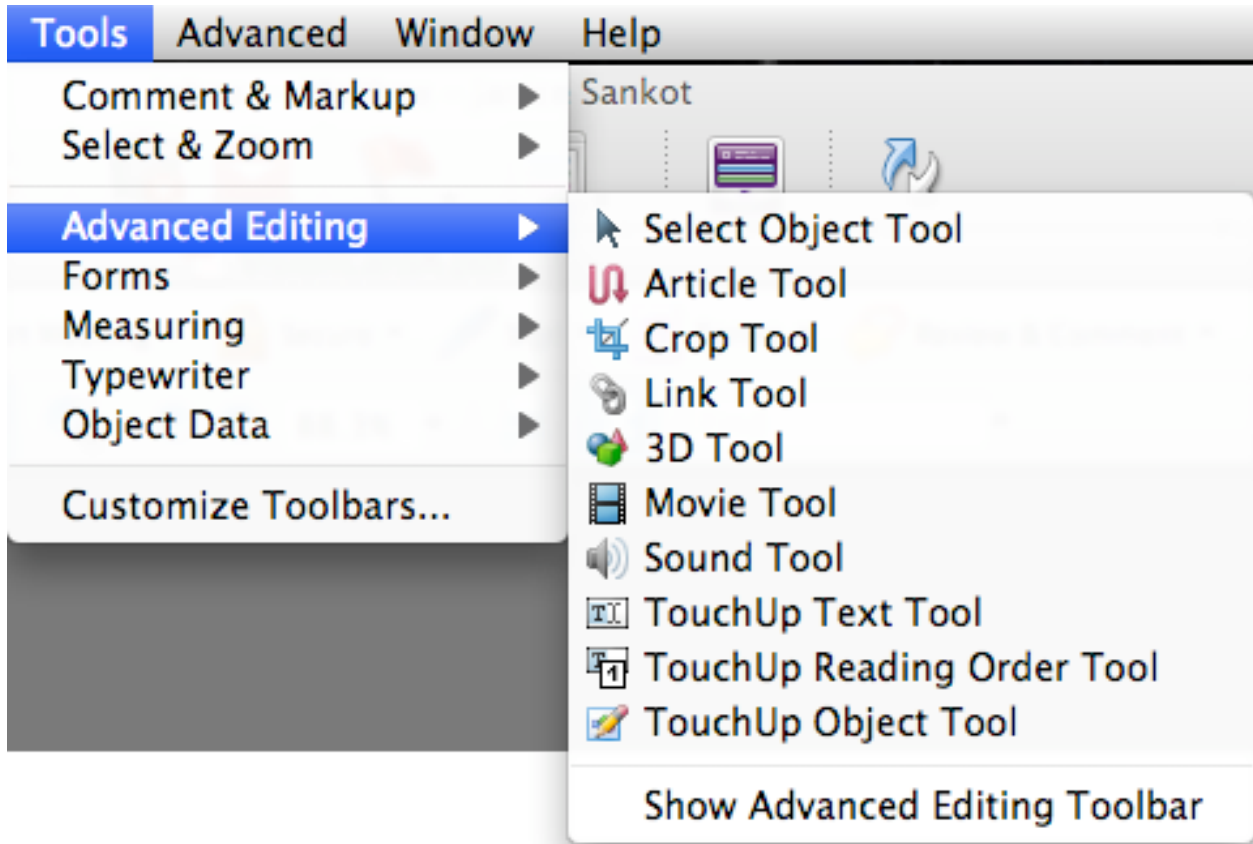 Tools Advanced Window Help
Sankot
Comment & Markup
Select & Zoom
Advanced Editing
Forms
Measuring
Typewriter
Object Data
Customize Toolbars...
Select Object Tool
Article Tool
Crop Tool
Link Tool
3D Tool
Movie Tool
Sound Tool
TouchUp Text Tool
TouchUp Reading Order Tool
TouchUp Object Tool
Show Advanced Editing Toolbar